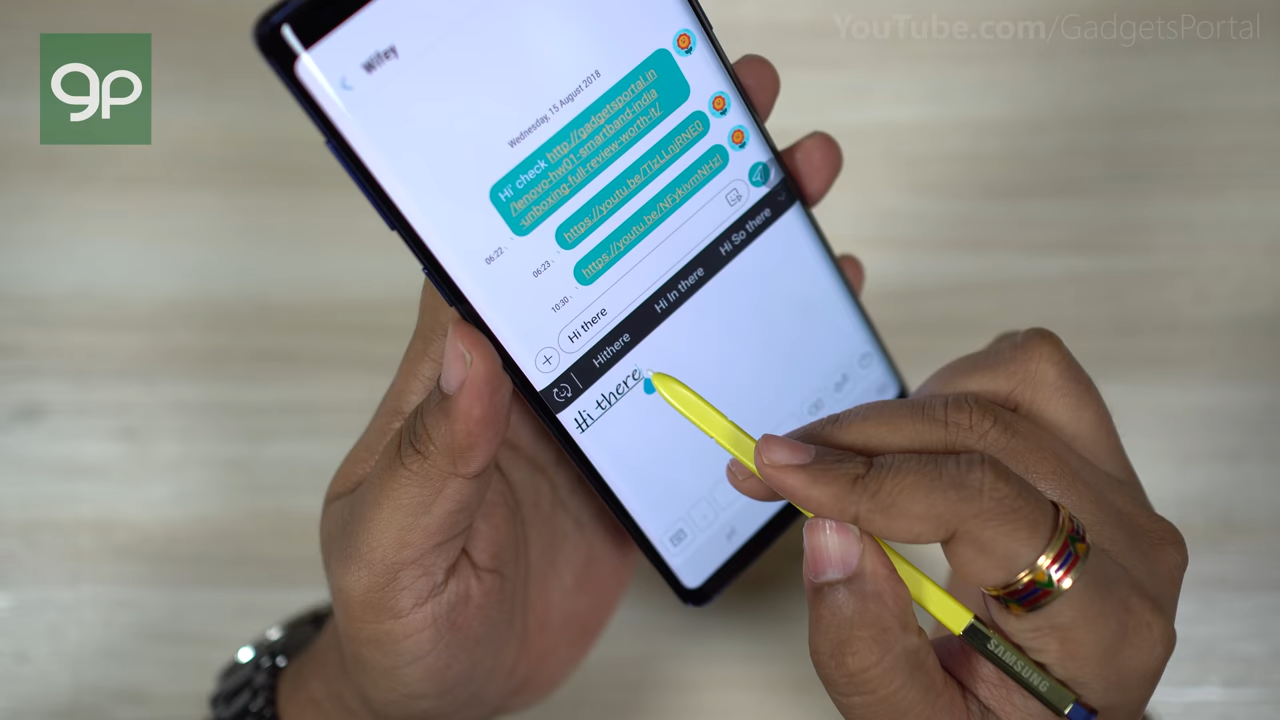 YouTube.com/GadgetsPortal
gp
Wifey
Wednesday, 15 August 2018
Hi check http://gadgetsportal.in
/lenovo-hw01-smartband-india
-unboxing-full-review-worth-it/
06:22
https://youtu.be/TlzLLnjRNE0
06:23
https://youtu.be/NFykivmNHzI
10:30
Hi there
Hithere
Hi In there
Hi So there
Hi there
SAMSUNG